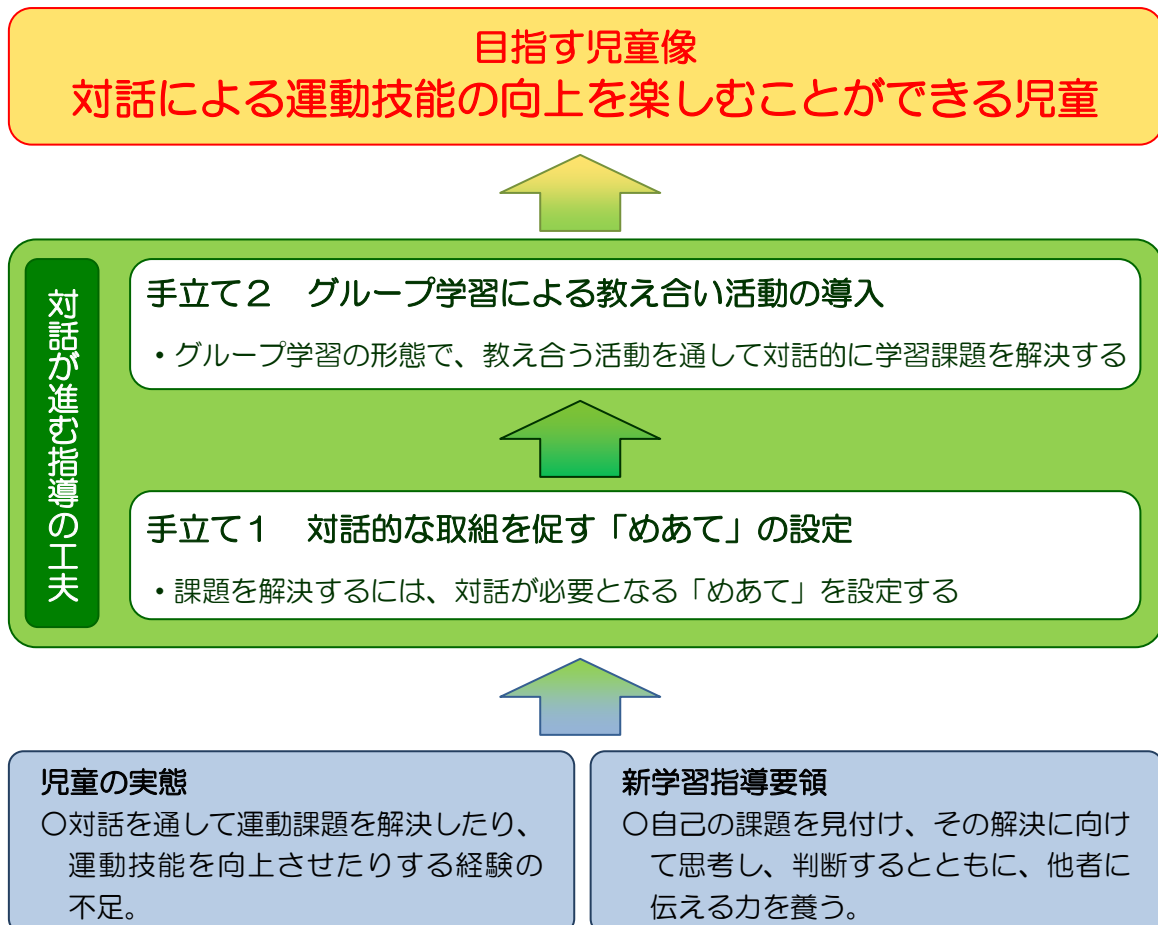 目指す児童像
対話による運動技能の向上を楽しむことができる児童
対話が進む指導の工夫
手立て２　グループ学習による教え合い活動の導入
・グループ学習の形態で、教え合う活動を通して対話的に学習課題を解決する
手立て１　対話的な取組を促す「めあて」の設定
・課題を解決するには、対話が必要となる「めあて」を設定する
児童の実態
〇対話を通して運動課題を解決したり、
運動技能を向上させたりする経験の
不足。
新学習指導要領
〇自己の課題を見付け、その解決に向け
て思考し、判断するとともに、他者に
伝える力を養う。